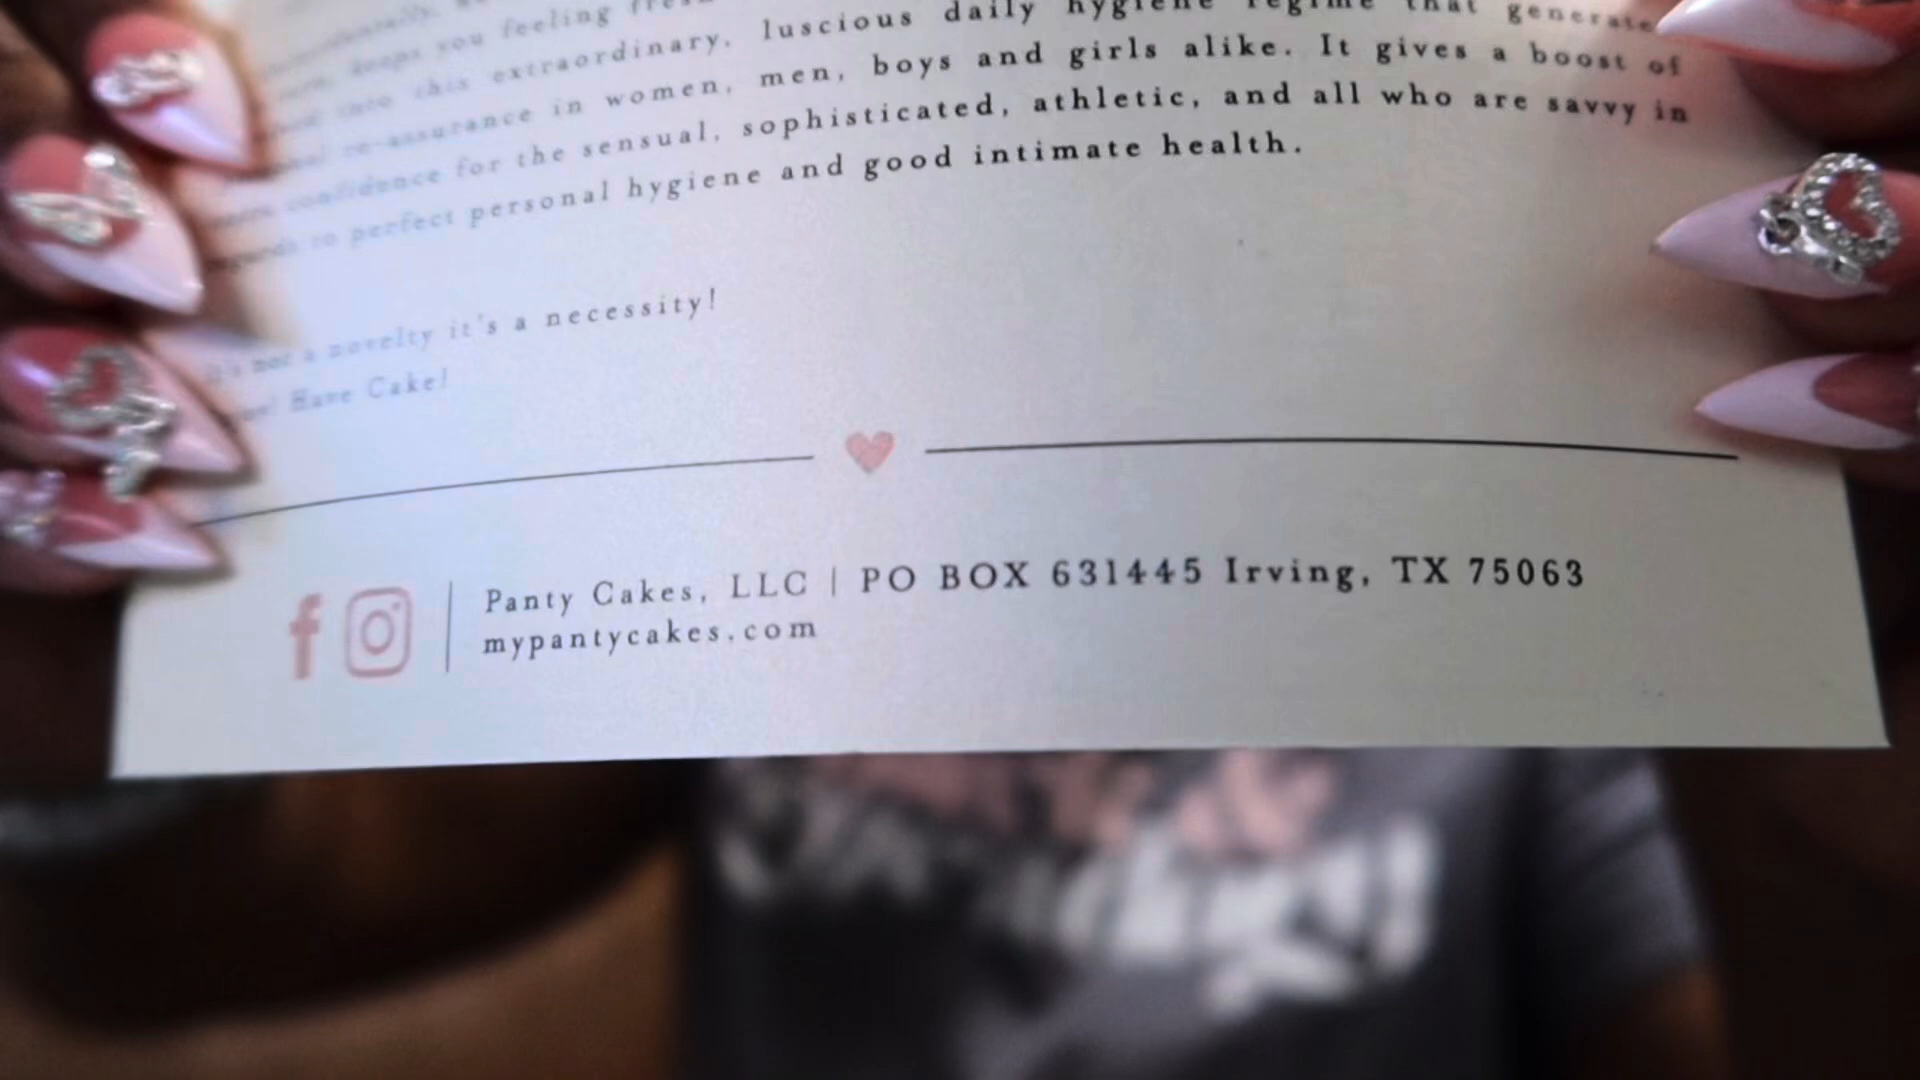 you feeling
this extraordinary, luscious daily hygiene regime that generate
re-assurance in women, men, boys and girls alike. It gives a boost of
confidence for the sensual, sophisticated, athletic, and all who are savvy in
to perfect personal hygiene and good intimate health.
not a novelty it's a necessity!
Have Cake!
f
Panty Cakes, LLC | PO BOX 631445 Irving, TX 75063
mypantycakes.com